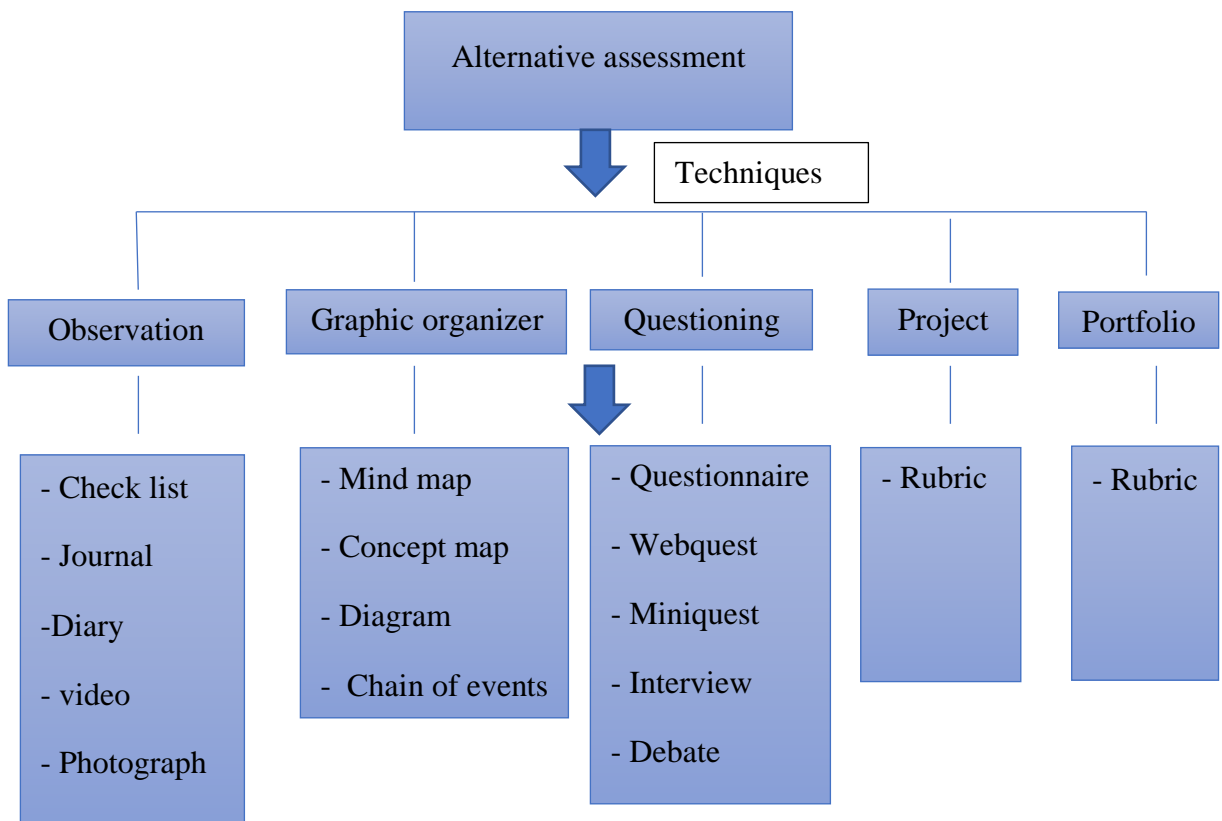 Alternative assessment
Techniques
Observation
Graphic organizer
Questioning
Project
Portfolio
- Check list
- Journal
-Diary
- video
- Photograph
- Mind map
- Concept map
- Diagram
- Chain of events
- Questionnaire
- Webquest
- Miniquest
- Interview
- Debate
- Rubric
- Rubric